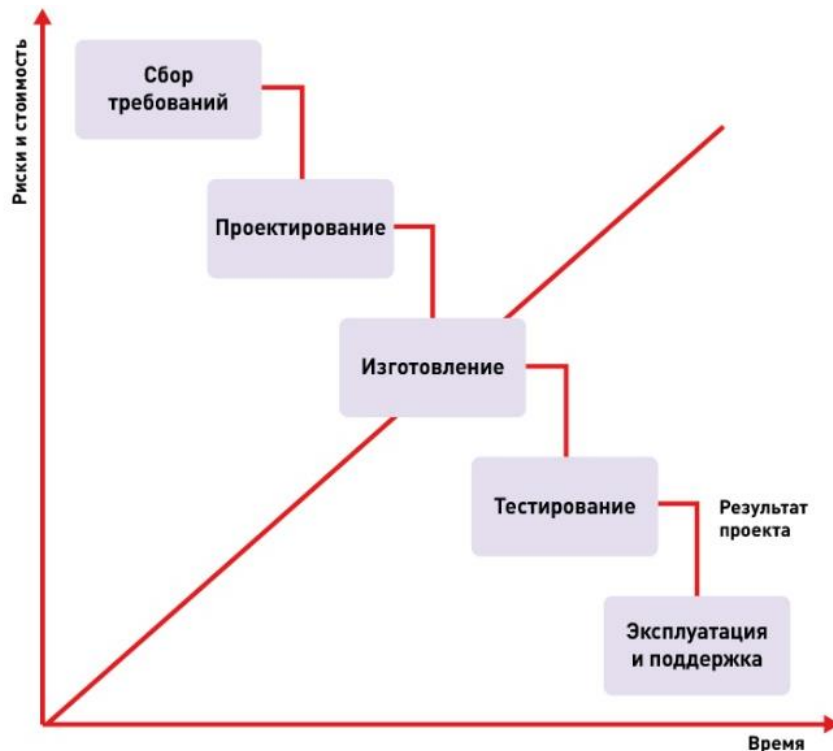 Риски и стоимость
Сбор
требований
Проектирование
Изготовление
Тестирование
Результат
проекта
Эксплуатация
и поддержка
Время